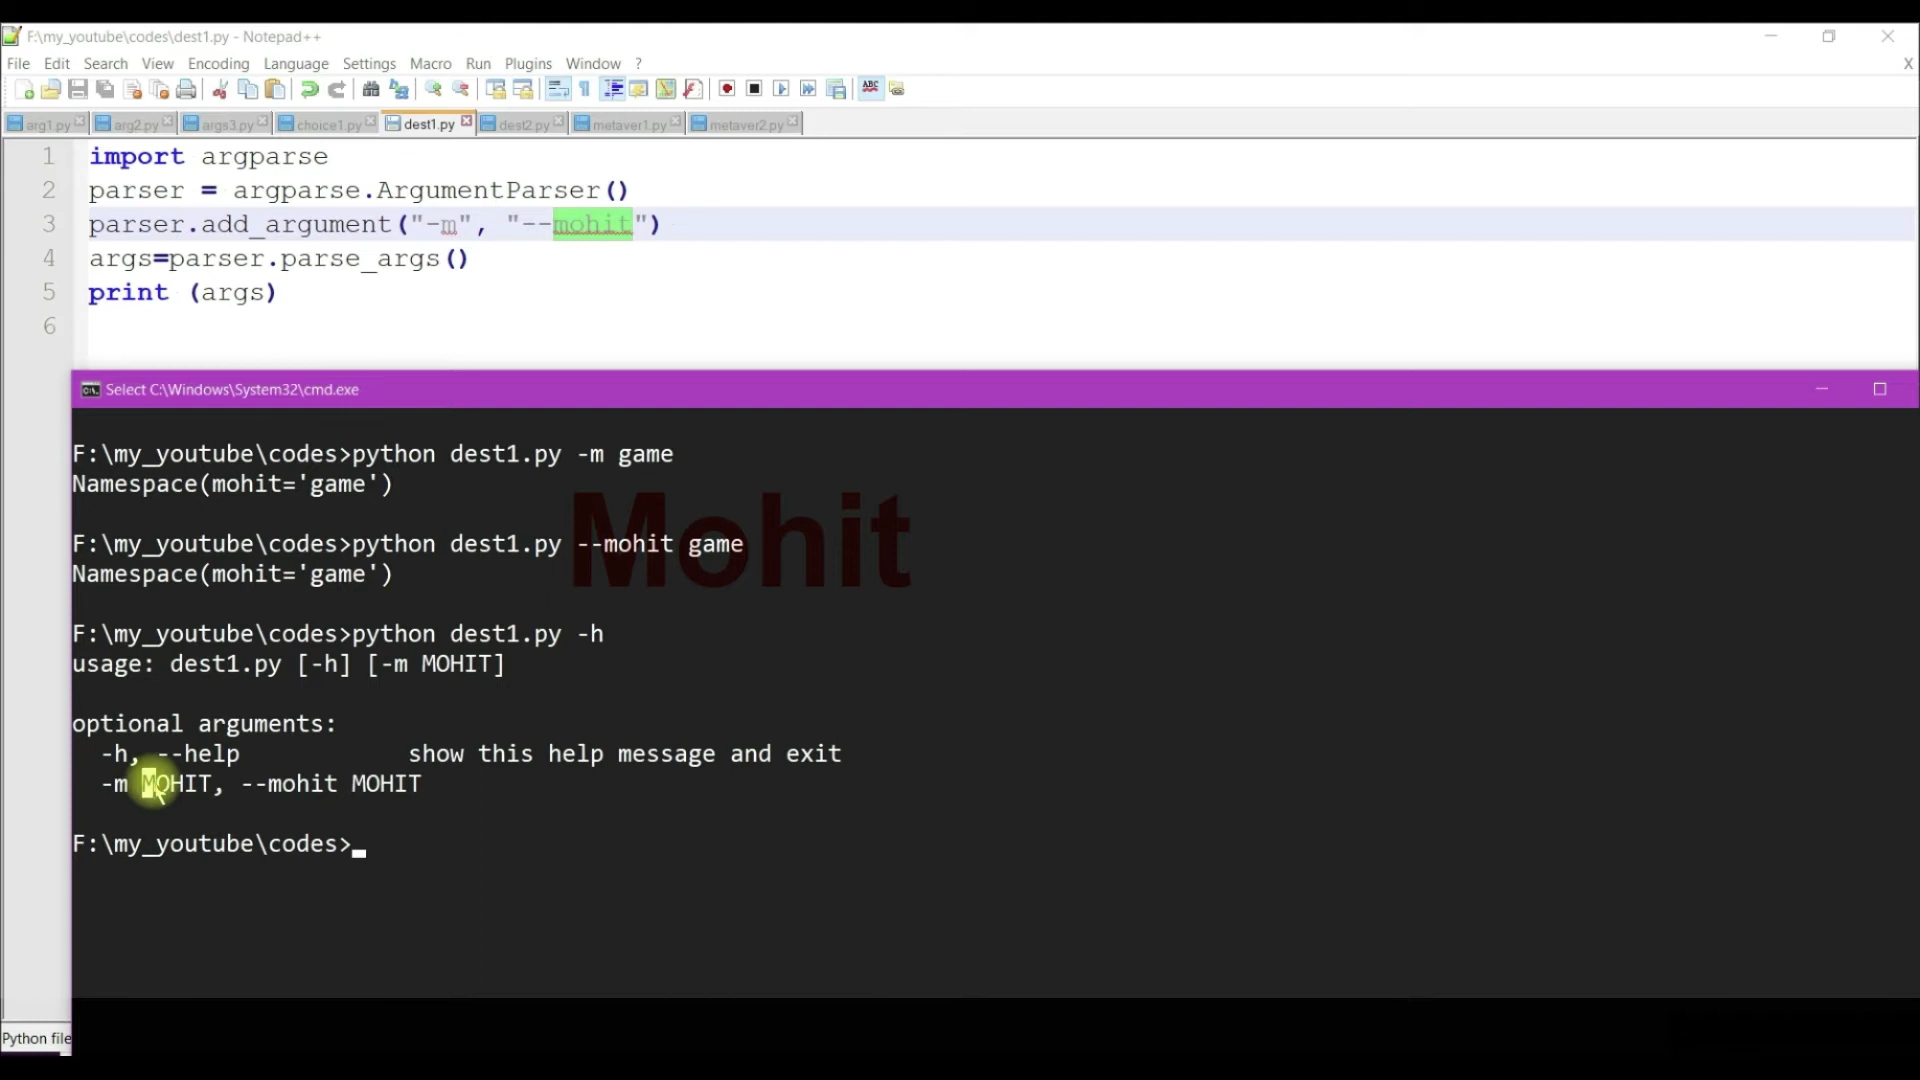 F:\my_youtube\codes\dest1.py - Notepad++
File Edit Search View Encoding Language Settings Macro Run Plugins Window ? X
arg1.py arg2.py args3.py choice1.py dest1.py dest2.py metaver1.py metaver2.py
1 import argparse
2 parser = argparse.ArgumentParser()
3 parser.add_argument("-m", "--mohit")
4 args=parser.parse_args()
5 print (args)
6
Select C:\Windows\System32\cmd.exe
F:\my_youtube\codes>python dest1.py -m game
Namespace(mohit='game')
Mohit
F:\my_youtube\codes>python dest1.py --mohit game
Namespace(mohit='game')
F:\my_youtube\codes>python dest1.py -h
usage: dest1.py [-h] [-m MOHIT]
optional arguments:
-h, --help show this help message and exit
-m MOHIT, --mohit MOHIT
F:\my_youtube\codes>
Python file